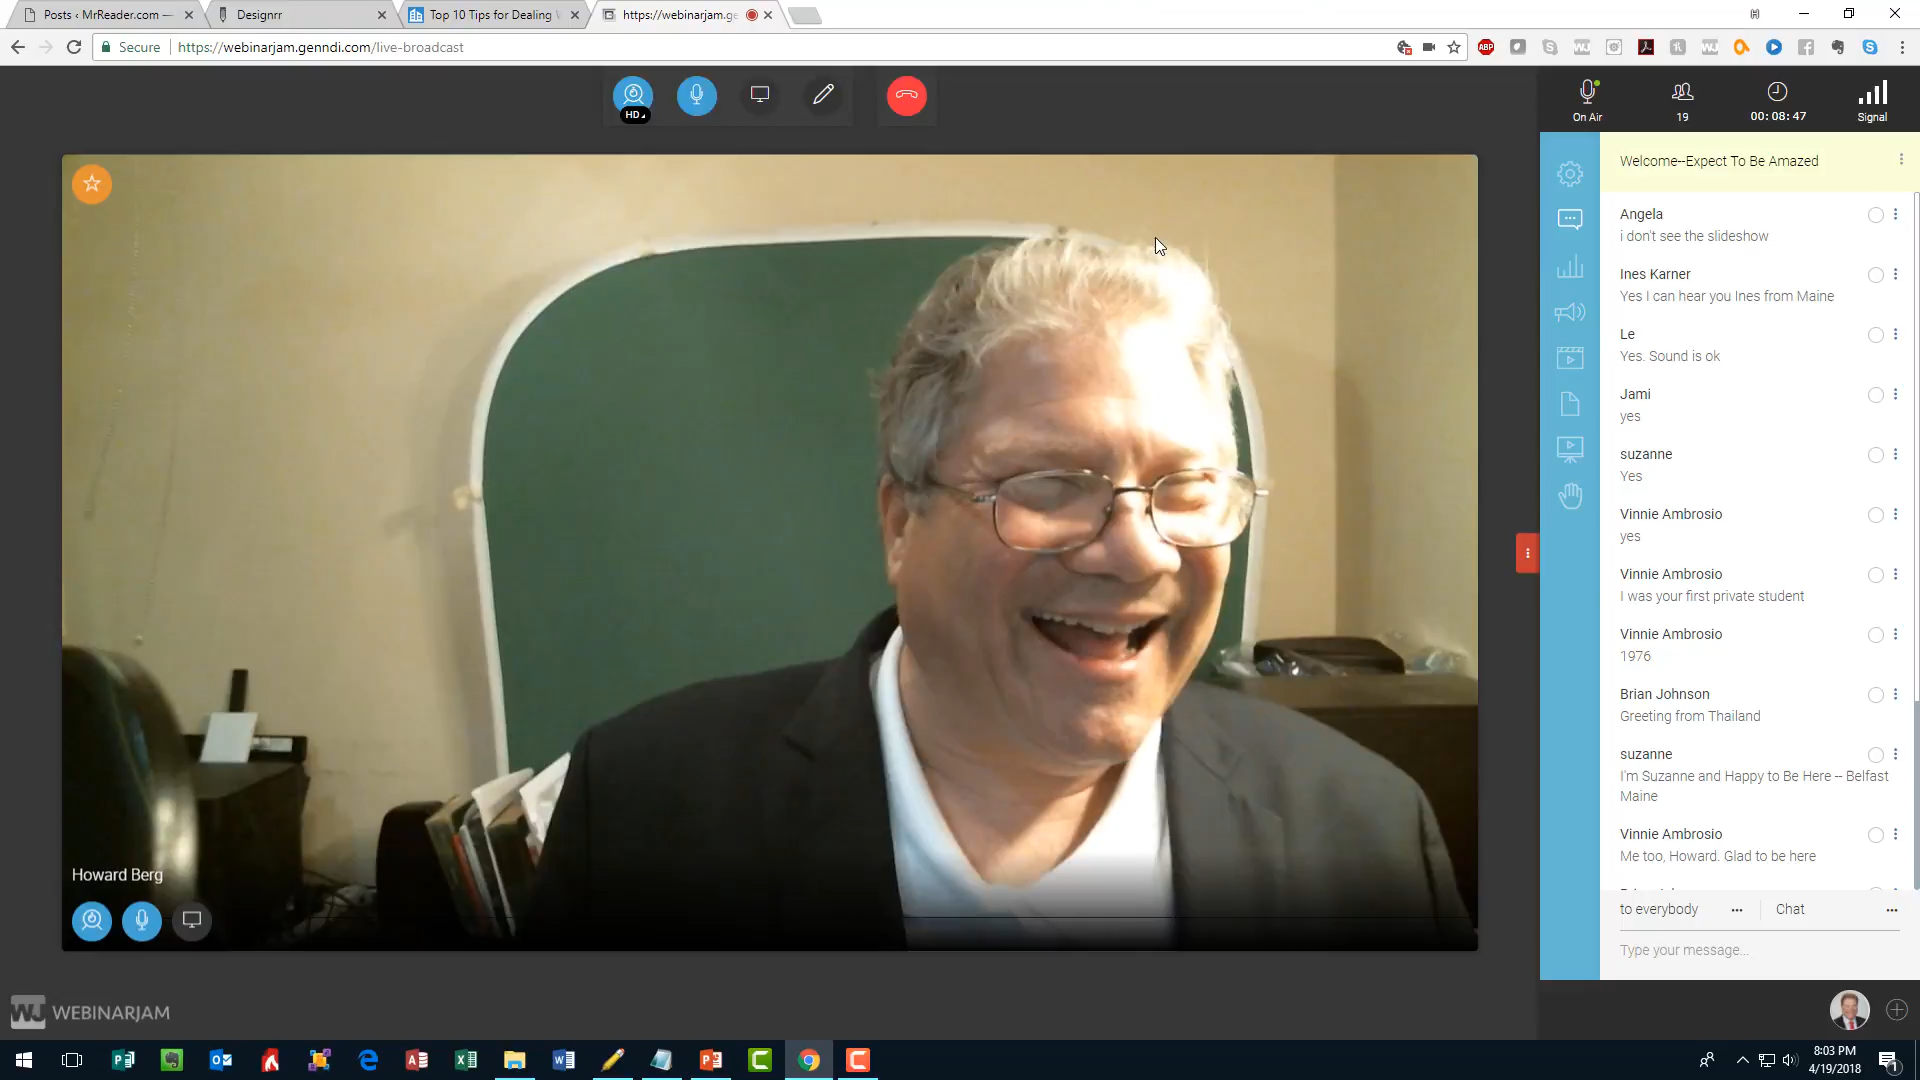 Posts ‹ MrReader.com —
Designrr
Top 10 Tips for Dealing
https://webinarjam.ge
Secure
https://webinarjam.genndi.com/live-broadcast
ABP
HD
On Air
19
00:08:47
Signal
Welcome--Expect To Be Amazed
Angela
i don't see the slideshow
Ines Karner
Yes I can hear you Ines from Maine
Le
Yes. Sound is ok
Jami
yes
suzanne
Yes
Vinnie Ambrosio
yes
Vinnie Ambrosio
I was your first private student
Vinnie Ambrosio
1976
Brian Johnson
Greeting from Thailand
suzanne
I'm Suzanne and Happy to Be Here -- Belfast
Maine
Vinnie Ambrosio
Me too, Howard. Glad to be here
Howard Berg
to everybody
Chat
Type your message...
WJ WEBINARJAM
8:03 PM
4/19/2018
1